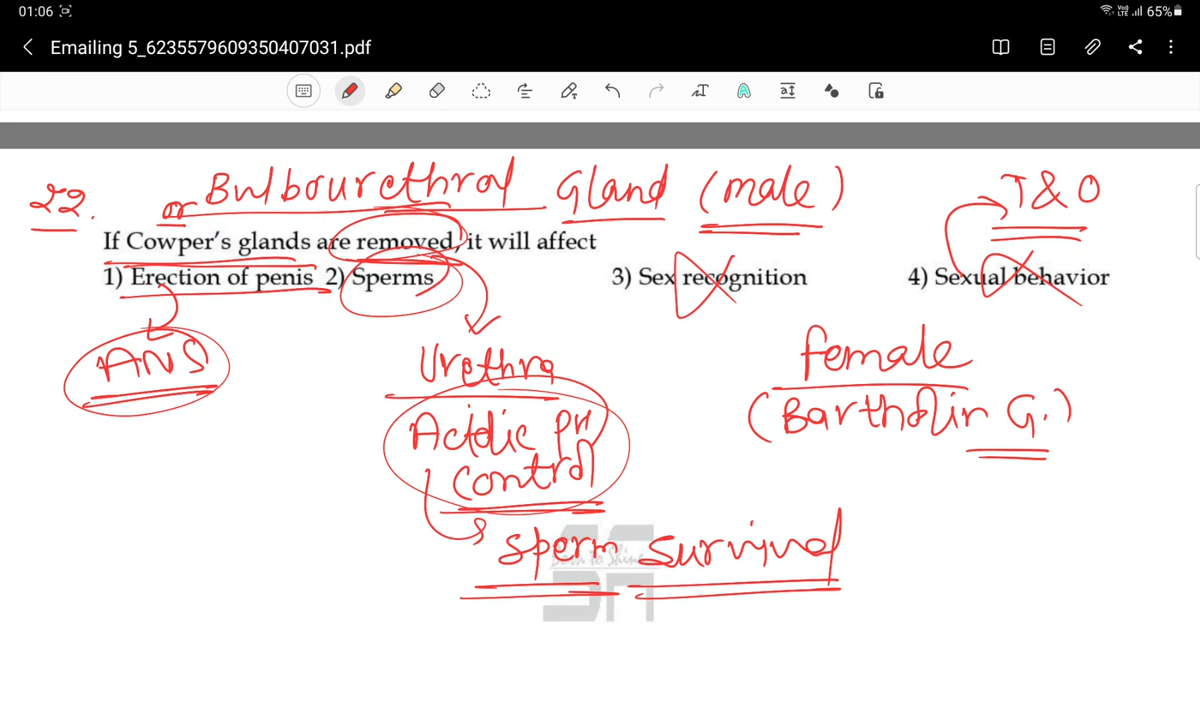 01:06
VoD LTE 65%
Emailing 5_6235579609350407031.pdf
22. or Bulbourethral Gland (male) T & O
If Cowper's glands are removed, it will affect
1) Erection of penis 2) Sperms 3) Sex recognition 4) Sexual behavior
ANS
Urethra
female
Acidic PH
(Bartholin G.)
control
sperm survival